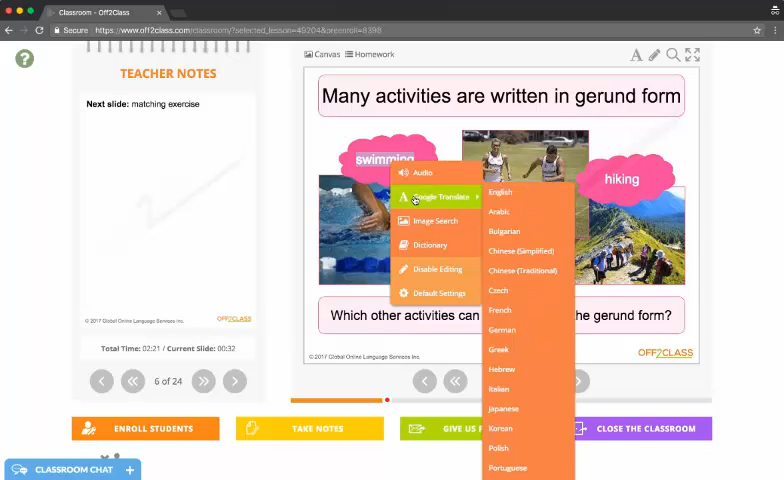 Classroom - Off2Class
Secure https://www.off2class.com/classroom/?selected_lesson=49204&preenroll=6398
TEACHER NOTES
Next slide: matching exercise
© 2017 Global Online Language Services Inc.
OFF2CLASS
Total Time: 02:21 / Current Slide: 00:32
6 of 24
Canvas
Homework
Many activities are written in gerund form
swimming
hiking
Which other activities can
he gerund form?
© 2017 Global Online Language Services Inc.
OFF2CLASS
Audio
Google Translate
Image Search
Dictionary
Disable Editing
Default Settings
English
Arabic
Bulgarian
Chinese (Simplified)
Chinese (Traditional)
Czech
French
German
Greek
Hebrew
Italian
Japanese
Korean
Polish
Portuguese
ENROLL STUDENTS
TAKE NOTES
GIVE US
CLOSE THE CLASSROOM
CLASSROOM CHAT +